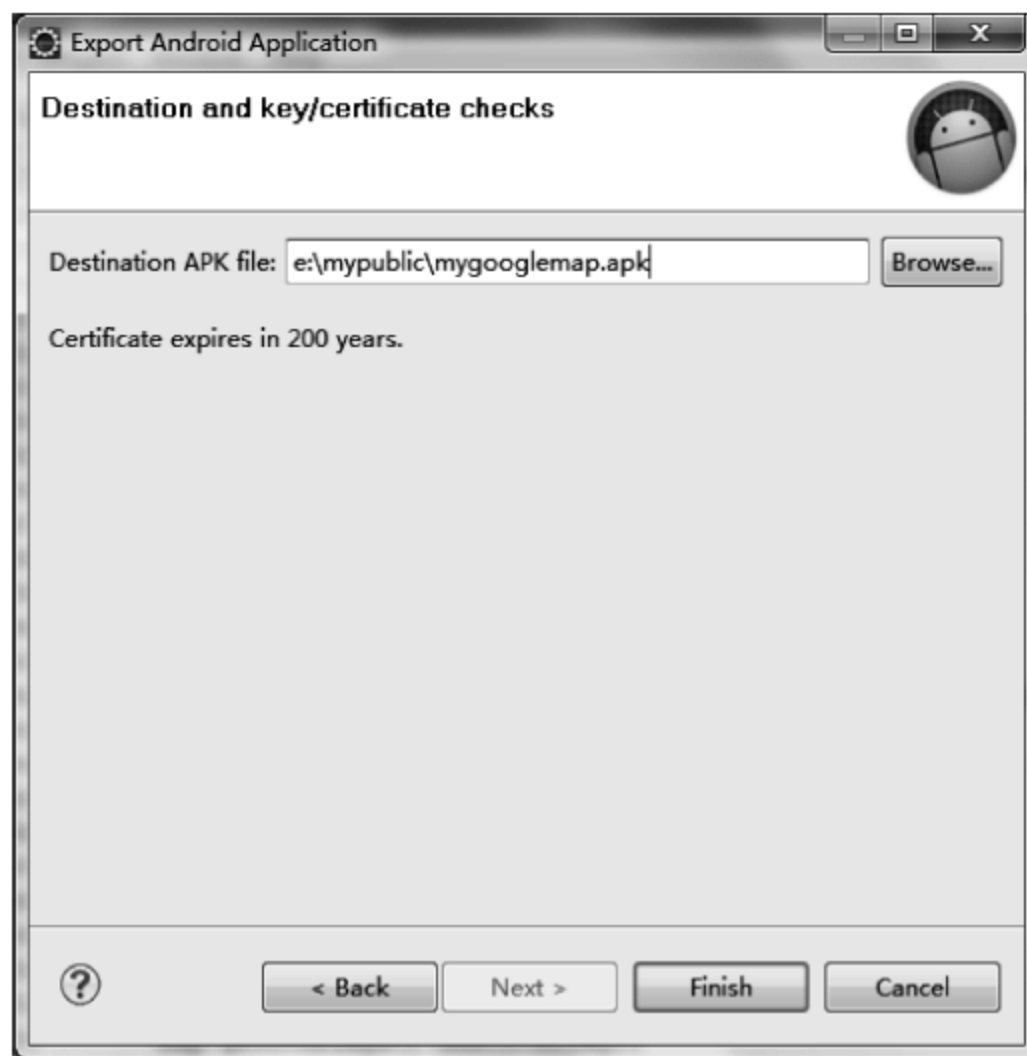 Export Android Application
Destination and key/certificate checks
Destination APK file: e:\mypublic\mygooglemap.apk Browse...
Certificate expires in 200 years.
? < Back Next > Finish Cancel